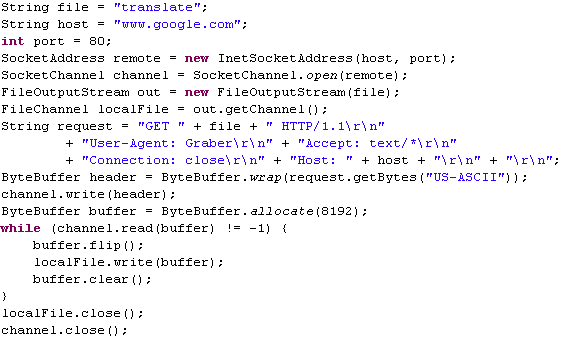 String file = "translate";
String host = "www.google.com";
int port = 80;
SocketAddress remote = new InetSocketAddress(host, port);
SocketChannel channel = SocketChannel.open(remote);
FileOutputStream out = new FileOutputStream(file);
FileChannel localFile = out.getChannel();
String request = "GET " + file + " HTTP/1.1\r\n"
        + "User-Agent: Graber\r\n" + "Accept: text/*\r\n"
        + "Connection: close\r\n" + "Host: " + host + "\r\n" + "\r\n";
ByteBuffer header = ByteBuffer.wrap(request.getBytes("US-ASCII"));
channel.write(header);
ByteBuffer buffer = ByteBuffer.allocate(8192);
while (channel.read(buffer) != -1) {
    buffer.flip();
    localFile.write(buffer);
    buffer.clear();
}
localFile.close();
channel.close();